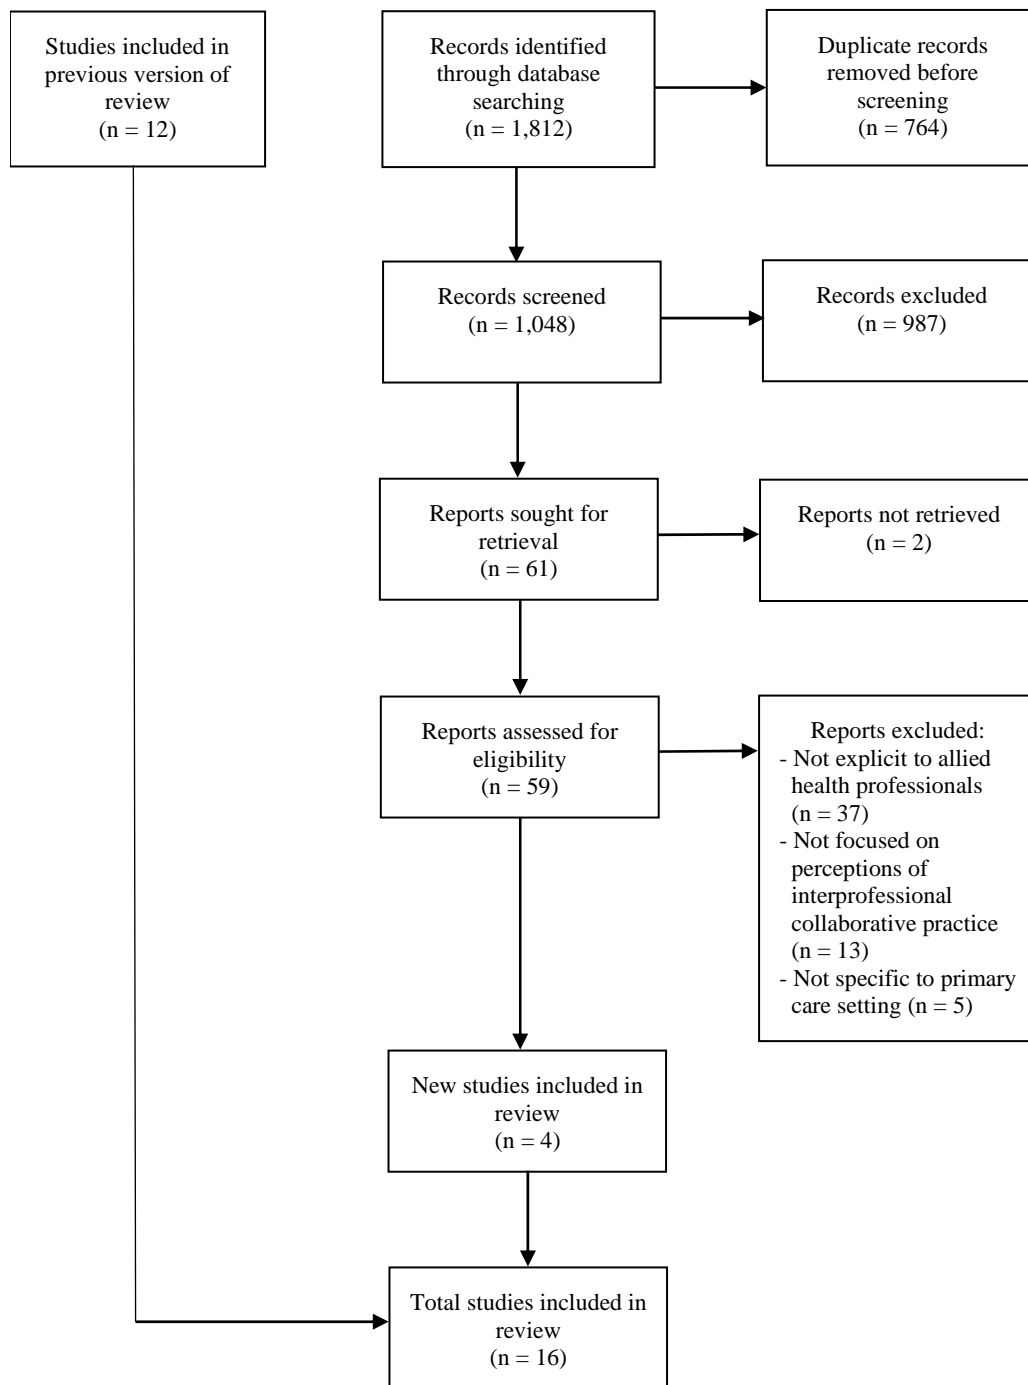 Studies included in
previous version of
review
(n = 12)
Records identified
through database
searching
(n = 1,812)
Duplicate records
removed before
screening
(n = 764)
Records screened
(n = 1,048)
Records excluded
(n = 987)
Reports sought for
retrieval
(n = 61)
Reports not retrieved
(n = 2)
Reports assessed for
eligibility
(n = 59)
Reports excluded:
- Not explicit to allied
health professionals
(n = 37)
- Not focused on
perceptions of
interprofessional
collaborative practice
(n = 13)
- Not specific to primary
care setting (n = 5)
New studies included in
review
(n = 4)
Total studies included in
review
(n = 16)